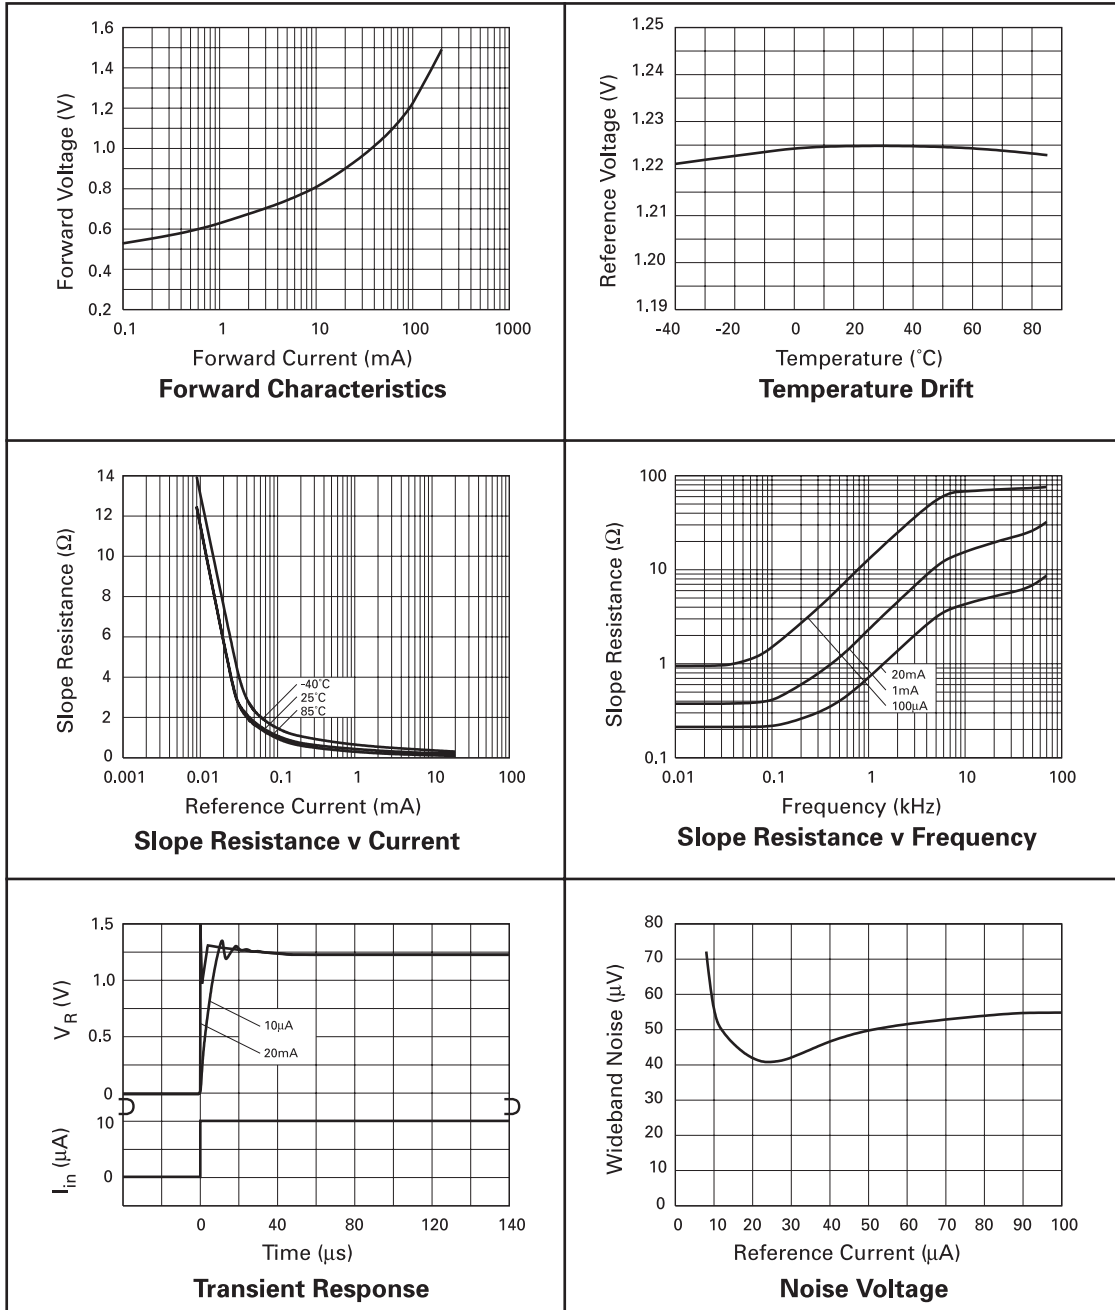 Forward Voltage (V)
1.6
1.4
1.2
1.0
0.8
0.6
0.4
0.2
0.1 1 10 100 1000
Forward Current (mA)
Forward Characteristics
Reference Voltage (V)
1.25
1.24
1.23
1.22
1.21
1.20
1.19
-40 -20 0 20 40 60 80
Temperature (°C)
Temperature Drift
Slope Resistance (Ω)
14
12
10
8
6
4
2
0
-40°C
25°C
85°C
0.001 0.01 0.1 1 10 100
Reference Current (mA)
Slope Resistance v Current
Slope Resistance (Ω)
100
10
1
0.1
20mA
1mA
100µA
0.01 0.1 1 10 100
Frequency (kHz)
Slope Resistance v Frequency
VR (V)
1.5
1.0
0.5
0
10µA
20mA
Iin (µA)
10
0
0 40 80 120 140
Time (µs)
Transient Response
Wideband Noise (µV)
80
70
60
50
40
30
20
10
0
0 10 20 30 40 50 60 70 80 90 100
Reference Current (µA)
Noise Voltage